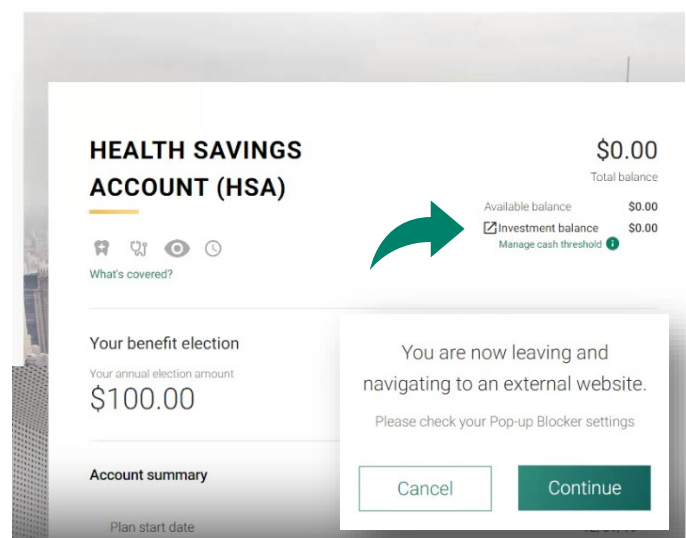 HEALTH SAVINGS
ACCOUNT (HSA)
$0.00
Total balance
Available balance $0.00
Investment balance $0.00
Manage cash threshold
What's covered?
Your benefit election
Your annual election amount
$100.00
You are now leaving and
navigating to an external website.
Please check your Pop-up Blocker settings
Cancel Continue
Account summary
Plan start date